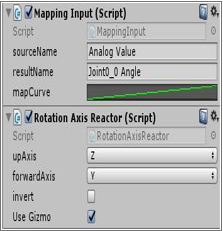 Mapping Input (Script)
Script MappingInput
sourceName Analog Value
resultName Joint0_0 Angle
mapCurve
Rotation Axis Reactor (Script)
Script RotationAxisReactor
upAxis Z
forwardAxis Y
invert
Use Gizmo